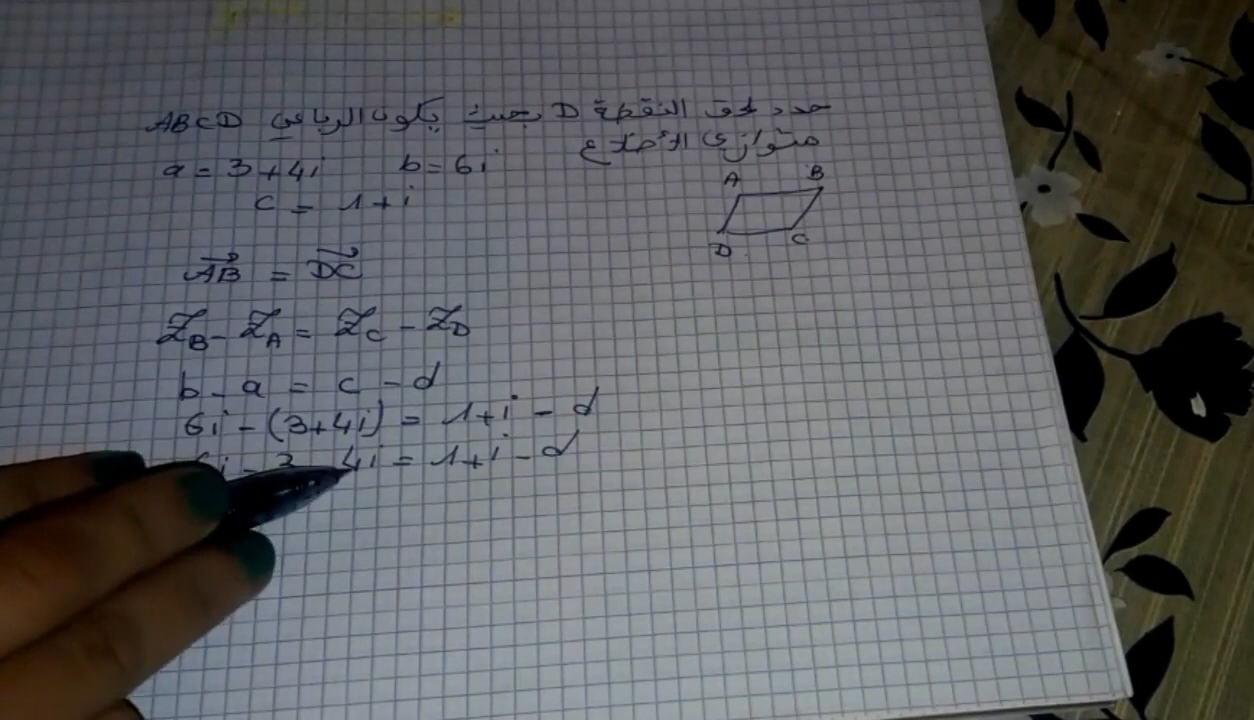 حدد لاحقة النقطة D بحيث يكون الرباعي ABCD
متوازي الأضلاع
a = 3 + 4i b = 6i
c = 1 + i
A B
D C
AB = DC
Z_B - Z_A = Z_C - Z_D
b - a = c - d
6i - (3+4i) = 1+i - d
6i - 3 4i = 1+i - d